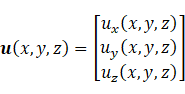 u(x,y,z) = [u_x(x,y,z)
u_y(x,y,z)
u_z(x,y,z)]